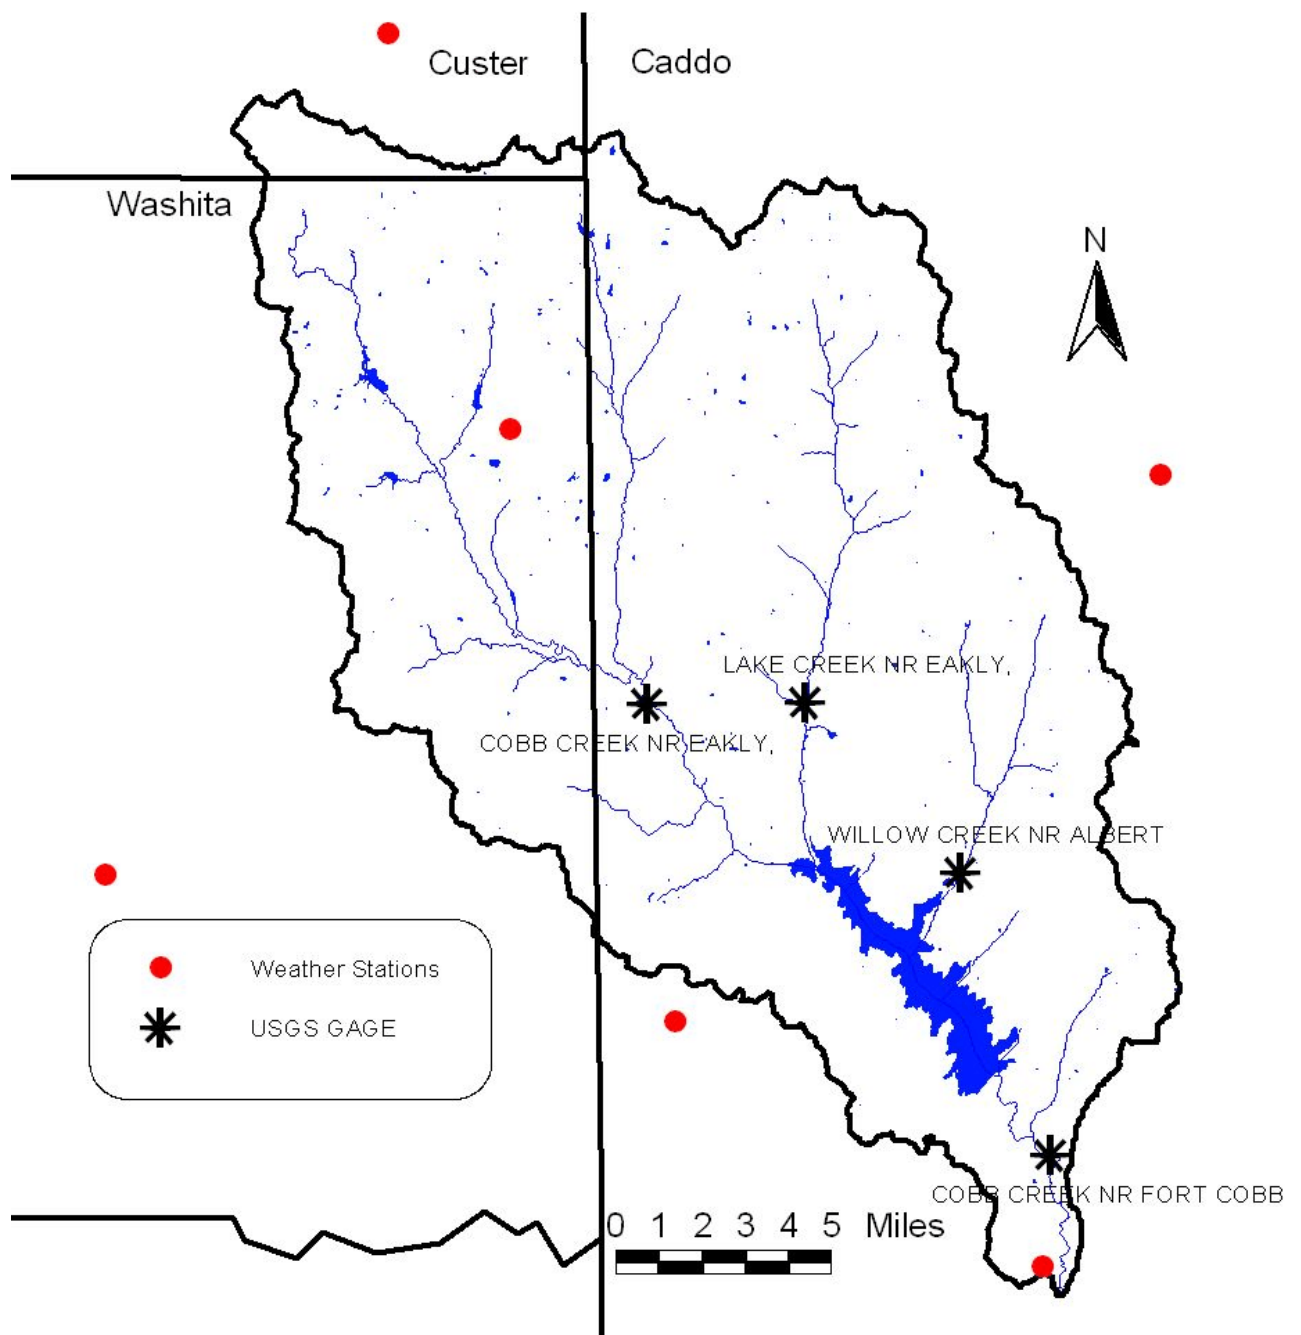 Custer
Caddo
Washita
N
LAKE CREEK NR EAKLY,
COBB CREEK NR EAKLY,
WILLOW CREEK NR ALBERT
Weather Stations
USGS GAGE
COBB CREEK NR FORT COBB
0 1 2 3 4 5 Miles